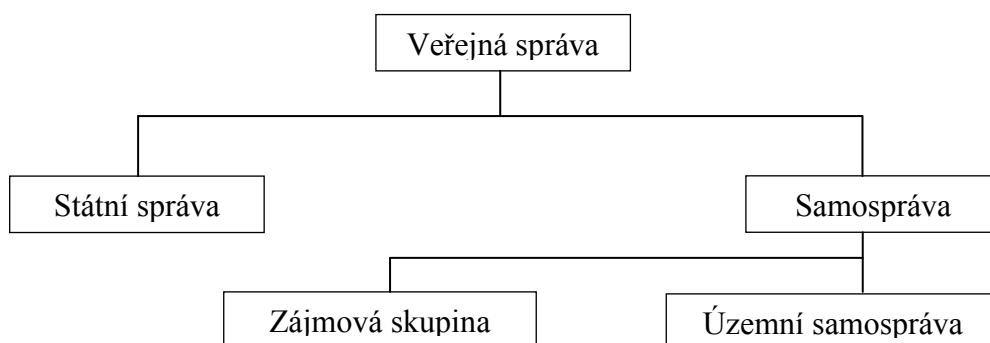 Veřejná správa
Státní správa
Samospráva
Zájmová skupina
Územní samospráva